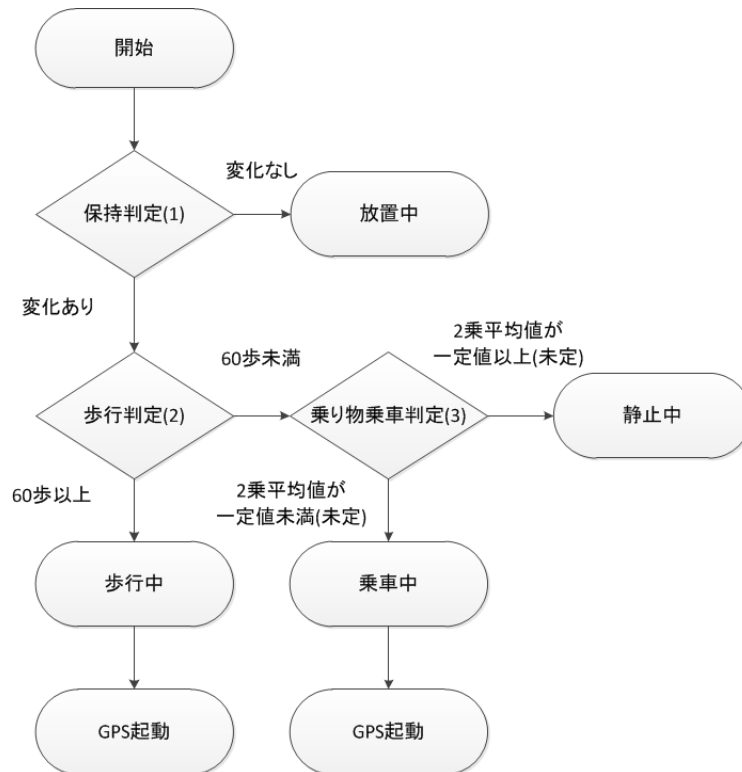 開始
変化なし
保持判定(1)
放置中
変化あり
2乗平均値が
一定値以上(未定)
60歩未満
歩行判定(2)
乗り物乗車判定(3)
静止中
60歩以上
2乗平均値が
一定値未満(未定)
歩行中
乗車中
GPS起動
GPS起動